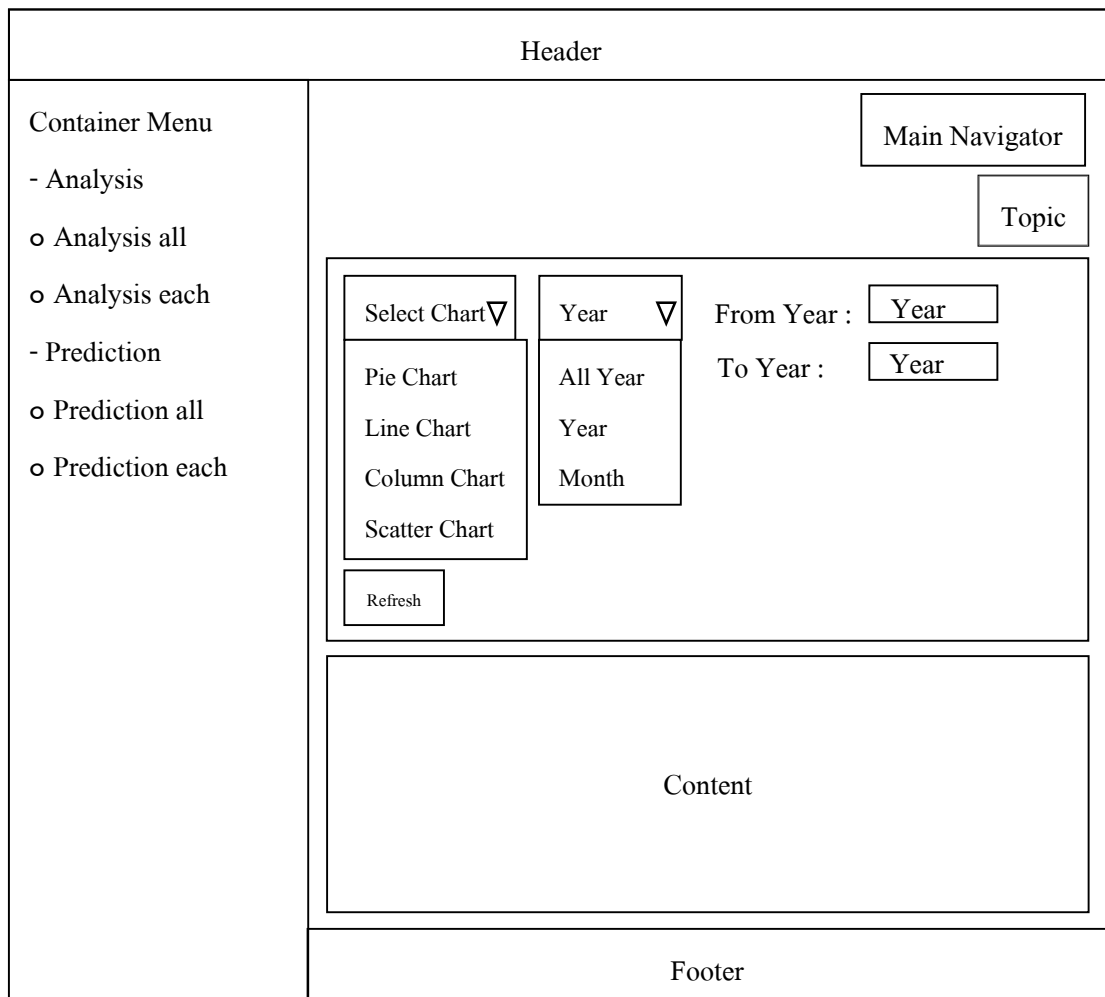 Header
Container Menu
- Analysis
o Analysis all
o Analysis each
- Prediction
o Prediction all
o Prediction each
Main Navigator
Topic
Select Chart
Pie Chart
Line Chart
Column Chart
Scatter Chart
Year
All Year
Year
Month
From Year : Year
To Year : Year
Refresh
Content
Footer